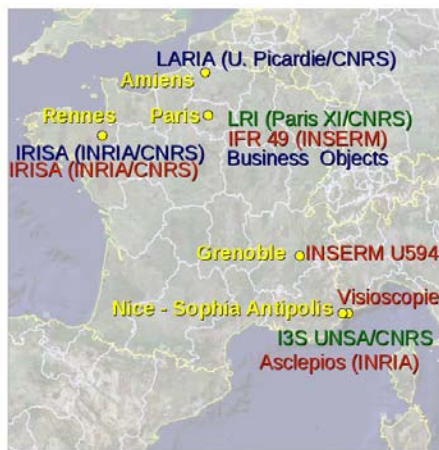 LARIA (U. Picardie/CNRS)
Amiens
Rennes
Paris
LRI (Paris XI/CNRS)
IFR 49 (INSERM)
IRISA (INRIA/CNRS)
Business Objects
IRISA (INRIA/CNRS)
Grenoble
INSERM U594
Visioscopie
Nice - Sophia Antipolis
I3S UNSA/CNRS
Asclepios (INRIA)